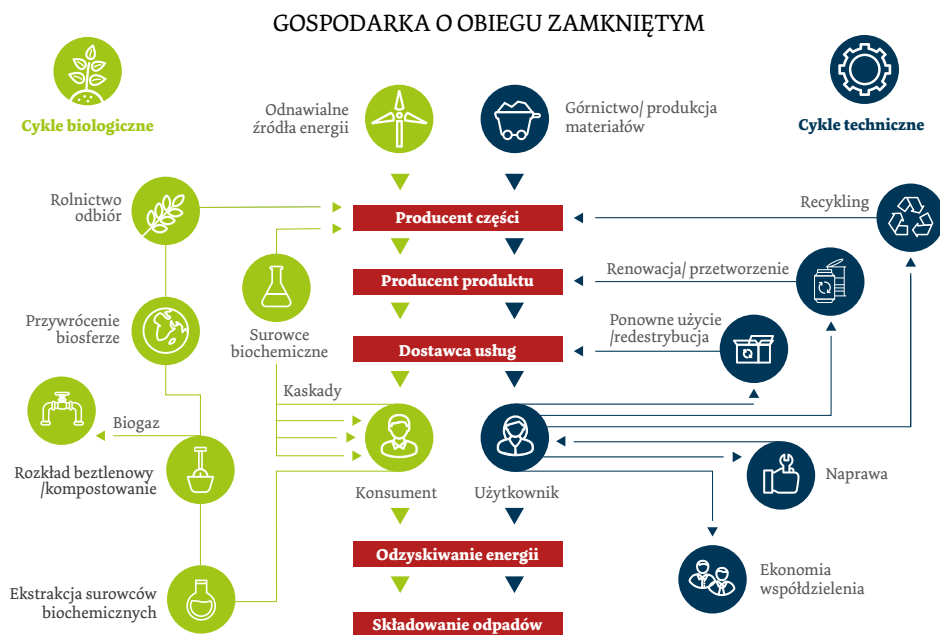 GOSPODARKA O OBIEGU ZAMKNIĘTYM
Cykle biologiczne
Odnawialne
źródła energii
Górnictwo/ produkcja
materiałów
Cykle techniczne
Rolnictwo
odbiór
Producent części
Recykling
Producent produktu
Renowacja/ przetworzenie
Przywrócenie
biosferze
Surowce
biochemiczne
Dostawca usług
Ponowne użycie
/redestrybucja
Kaskady
Biogaz
Rozkład beztlenowy
/kompostowanie
Konsument
Użytkownik
Naprawa
Odzyskiwanie energii
Ekstrakcja surowców
biochemicznych
Ekonomia
współdzielenia
Składowanie odpadów